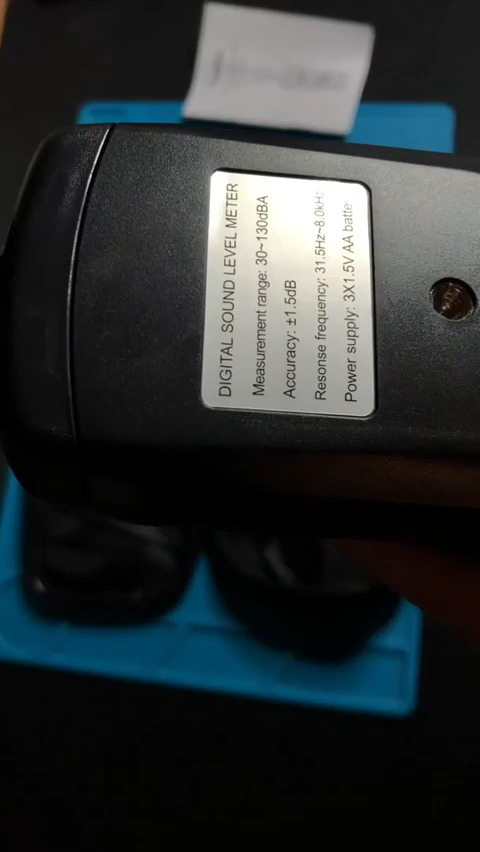 DIGITAL SOUND LEVEL METER
Measurement range: 30~130dBA
Accuracy: ±1.5dB
Resonse frequency: 31.5Hz~8.0kHz
Power supply: 3X1.5V AA batte